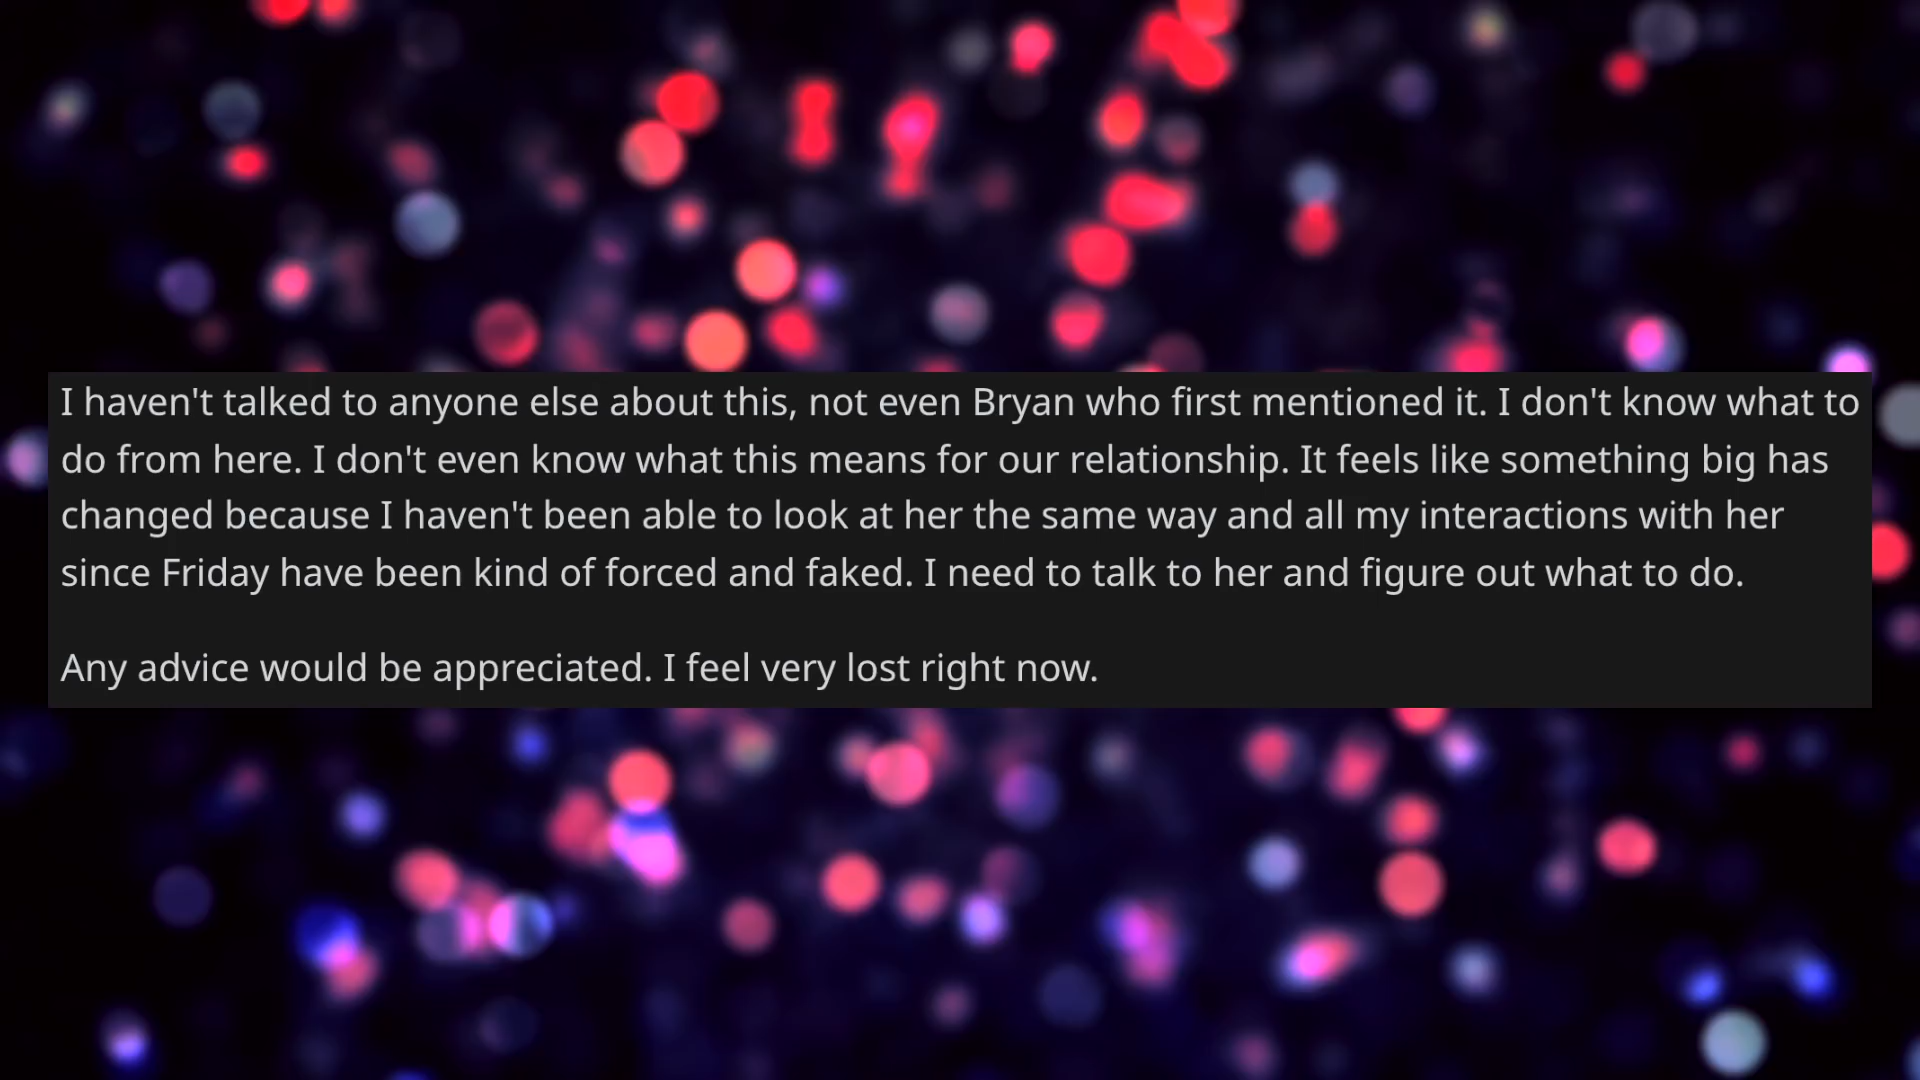 I haven't talked to anyone else about this, not even Bryan who first mentioned it. I don't know what to
do from here. I don't even know what this means for our relationship. It feels like something big has
changed because I haven't been able to look at her the same way and all my interactions with her
since Friday have been kind of forced and faked. I need to talk to her and figure out what to do.
Any advice would be appreciated. I feel very lost right now.